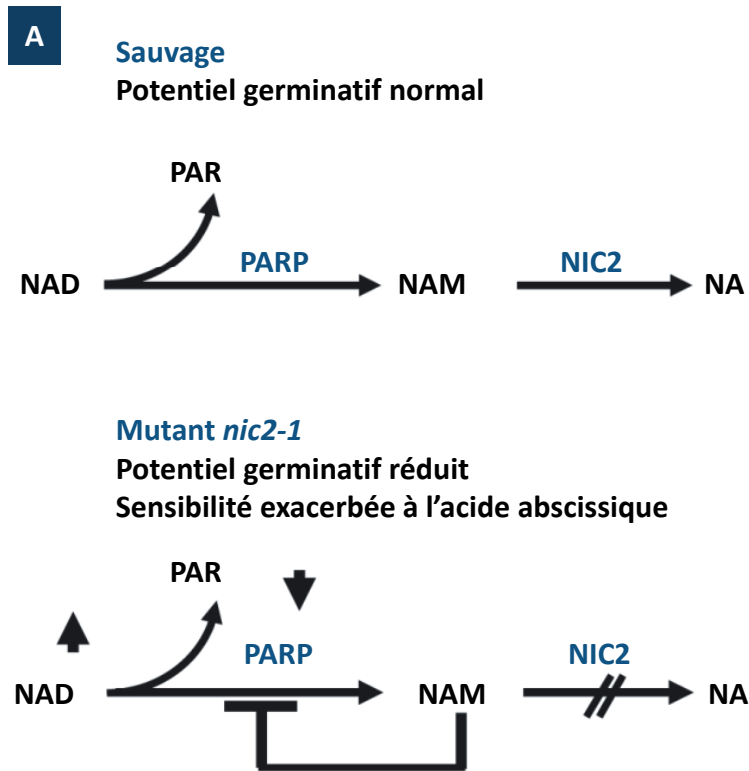 A
Sauvage
Potentiel germinatif normal
PAR
PARP
NIC2
NAD
NAM
NA
Mutant nic2-1
Potentiel germinatif réduit
Sensibilité exacerbée à l’acide abscissique
PAR
PARP
NIC2
NAD
NAM
NA